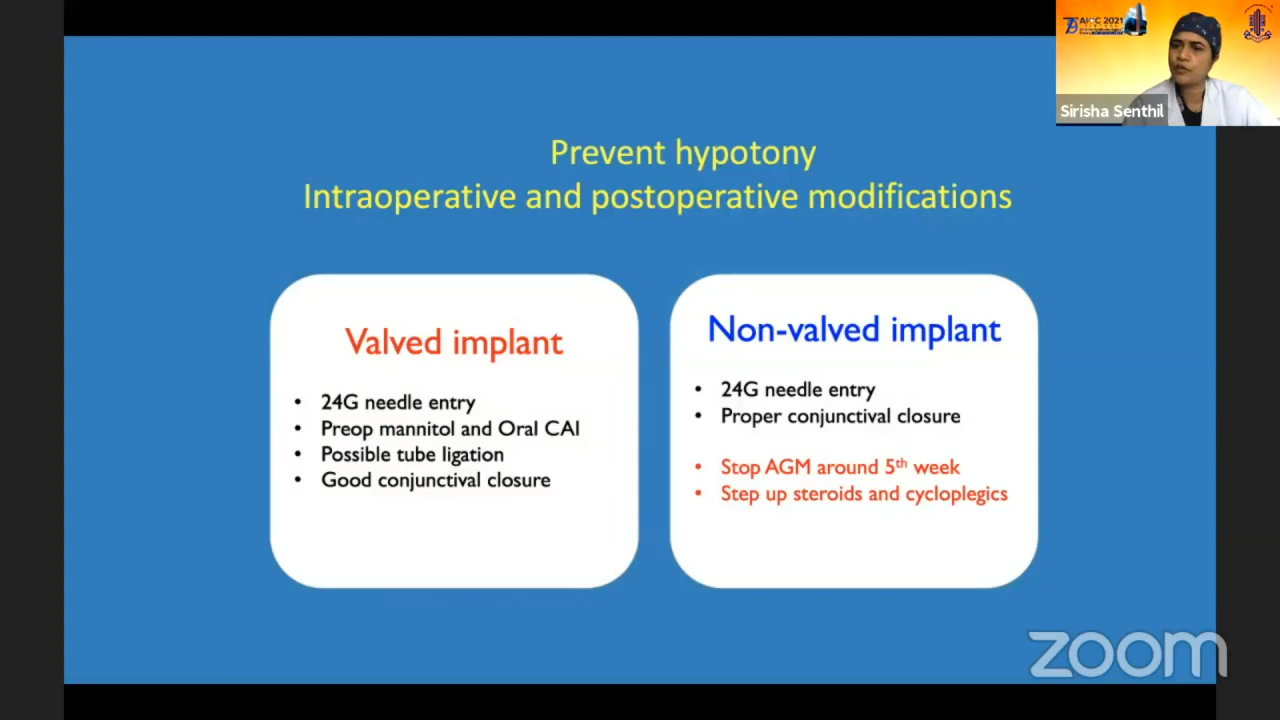 AIOC 2021
Sirisha Senthil
Prevent hypotony
Intraoperative and postoperative modifications
Valved implant
• 24G needle entry
• Preop mannitol and Oral CAI
• Possible tube ligation
• Good conjunctival closure
Non-valved implant
• 24G needle entry
• Proper conjunctival closure
• Stop AGM around 5th week
• Step up steroids and cycloplegics
zoom